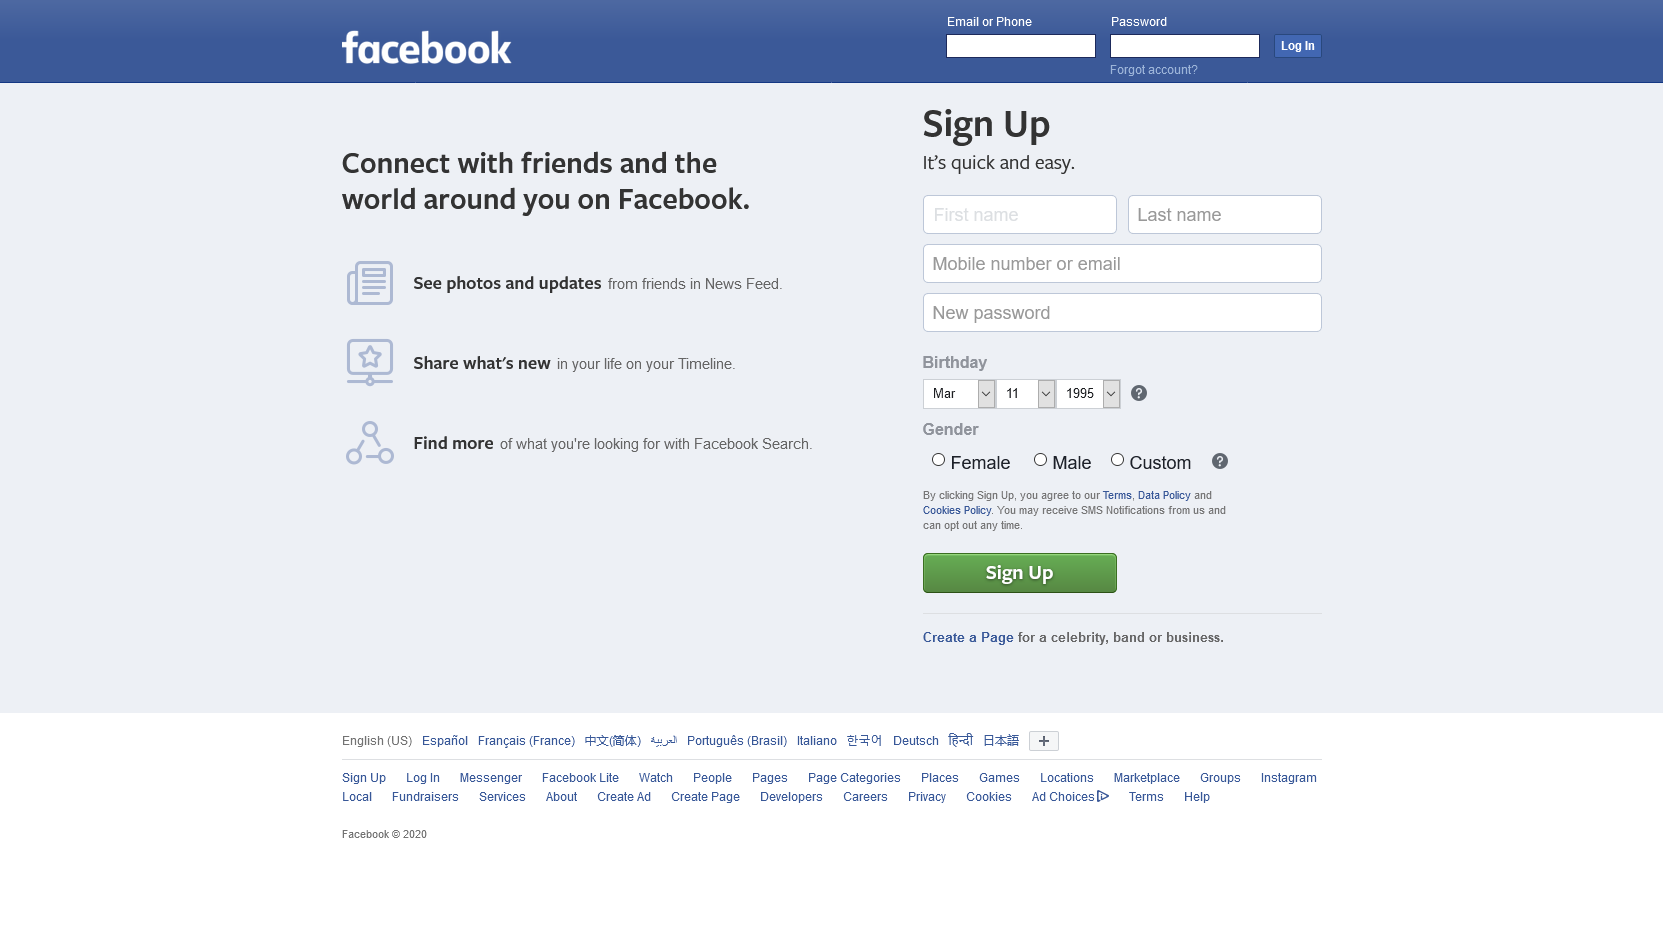 facebook
Email or Phone
Password
Log In
Forgot account?
Connect with friends and the
world around you on Facebook.
See photos and updates from friends in News Feed.
Share what's new in your life on your Timeline.
Find more of what you're looking for with Facebook Search.
Sign Up
It's quick and easy.
First name
Last name
Mobile number or email
New password
Birthday
Mar 11 1995 ?
Gender
Female Male Custom ?
By clicking Sign Up, you agree to our Terms, Data Policy and
Cookies Policy. You may receive SMS Notifications from us and
can opt out any time.
Sign Up
Create a Page for a celebrity, band or business.
English (US) Español Français (France) 中文(简体) العربية Português (Brasil) Italiano 한국어 Deutsch हिन्दी 日本語 +
Sign Up Log In Messenger Facebook Lite Watch People Pages Page Categories Places Games Locations Marketplace Groups Instagram
Local Fundraisers Services About Create Ad Create Page Developers Careers Privacy Cookies Ad Choices Terms Help
Facebook © 2020